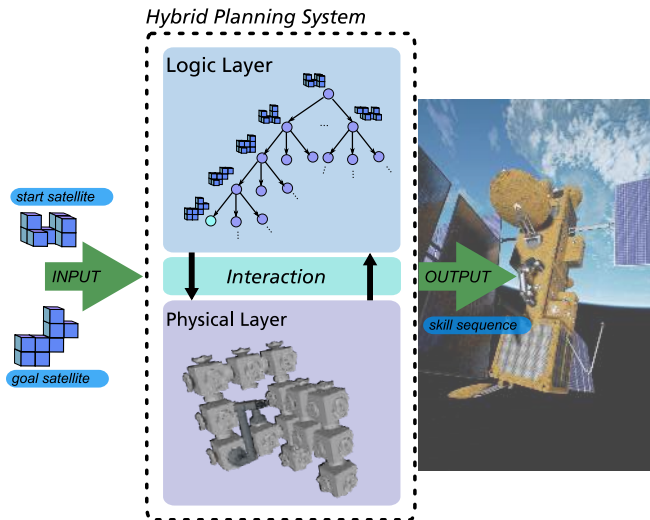 Hybrid Planning System
Logic Layer
...
start satellite
INPUT
goal satellite
Interaction
Physical Layer
OUTPUT
skill sequence